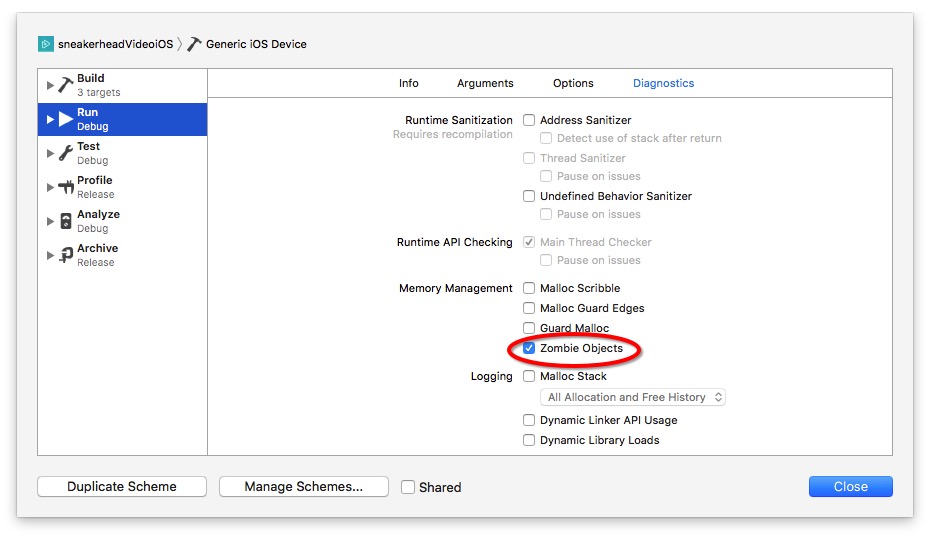 sneakerheadVideoiOS Generic iOS Device
Info Arguments Options Diagnostics
Build
3 targets
Run
Debug
Test
Debug
Profile
Release
Analyze
Debug
Archive
Release
Runtime Sanitization Address Sanitizer
Requires recompilation Detect use of stack after return
Thread Sanitizer
Pause on issues
Undefined Behavior Sanitizer
Pause on issues
Runtime API Checking Main Thread Checker
Pause on issues
Memory Management Malloc Scribble
Malloc Guard Edges
Guard Malloc
Zombie Objects
Logging Malloc Stack
All Allocation and Free History
Dynamic Linker API Usage
Dynamic Library Loads
Duplicate Scheme Manage Schemes... Shared Close